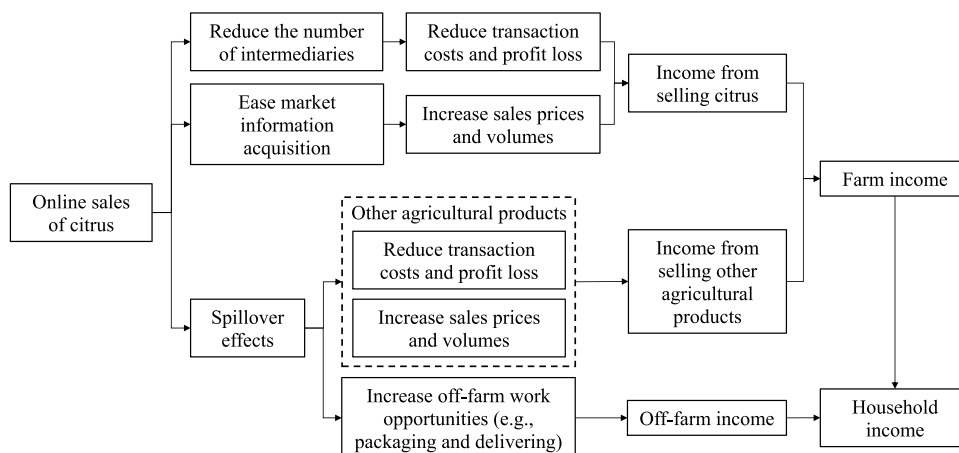 Reduce the number
of intermediaries
Reduce transaction
costs and profit loss
Ease market
information
acquisition
Increase sales prices
and volumes
Income from
selling citrus
Online sales
of citrus
Farm income
Other agricultural products
Reduce transaction
costs and profit loss
Increase sales prices
and volumes
Income from
selling other
agricultural
products
Spillover
effects
Increase off-farm work
opportunities (e.g.,
packaging and delivering)
Off-farm income
Household
income